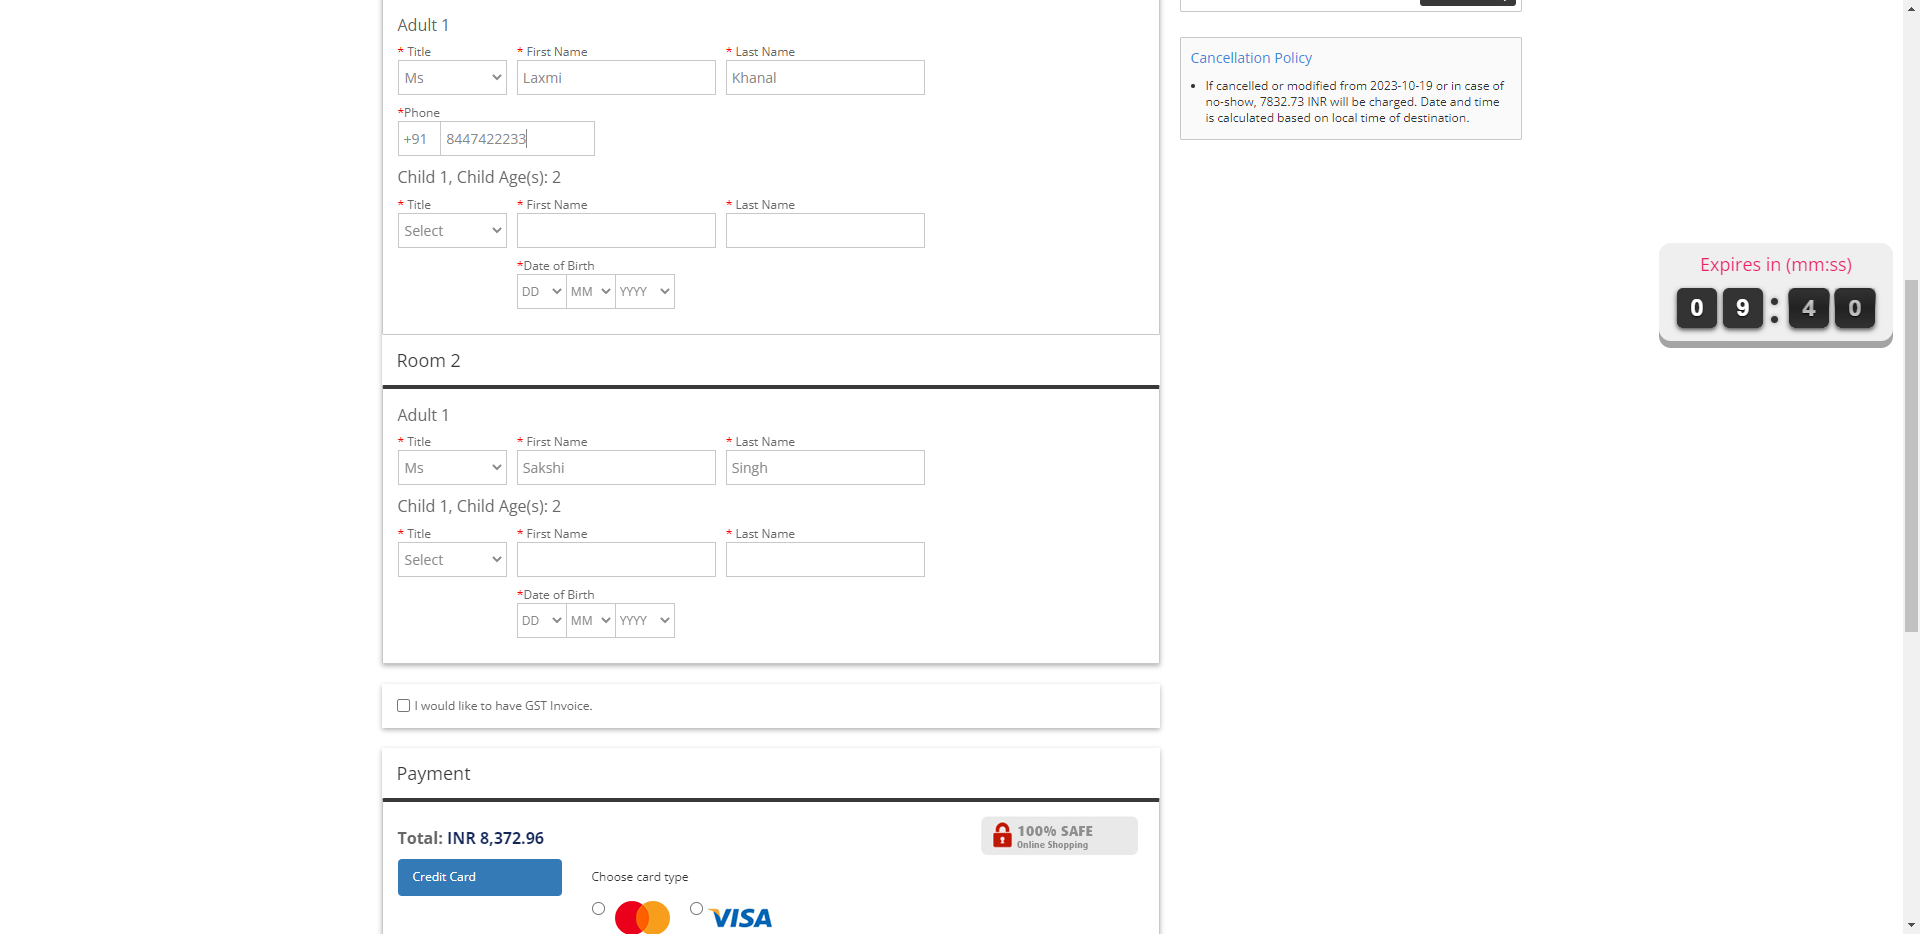 Adult 1
* Title * First Name * Last Name
Ms Laxmi Khanal
*Phone
+91 8447422233
Child 1, Child Age(s): 2
* Title * First Name * Last Name
Select
*Date of Birth
DD MM YYYY
Room 2
Adult 1
* Title * First Name * Last Name
Ms Sakshi Singh
Child 1, Child Age(s): 2
* Title * First Name * Last Name
Select
*Date of Birth
DD MM YYYY
I would like to have GST Invoice.
Payment
Total: INR 8,372.96
100% SAFE
Online Shopping
Credit Card
Choose card type
VISA
Cancellation Policy
• If cancelled or modified from 2023-10-19 or in case of
no-show, 7832.73 INR will be charged. Date and time
is calculated based on local time of destination.
Expires in (mm:ss)
09:40